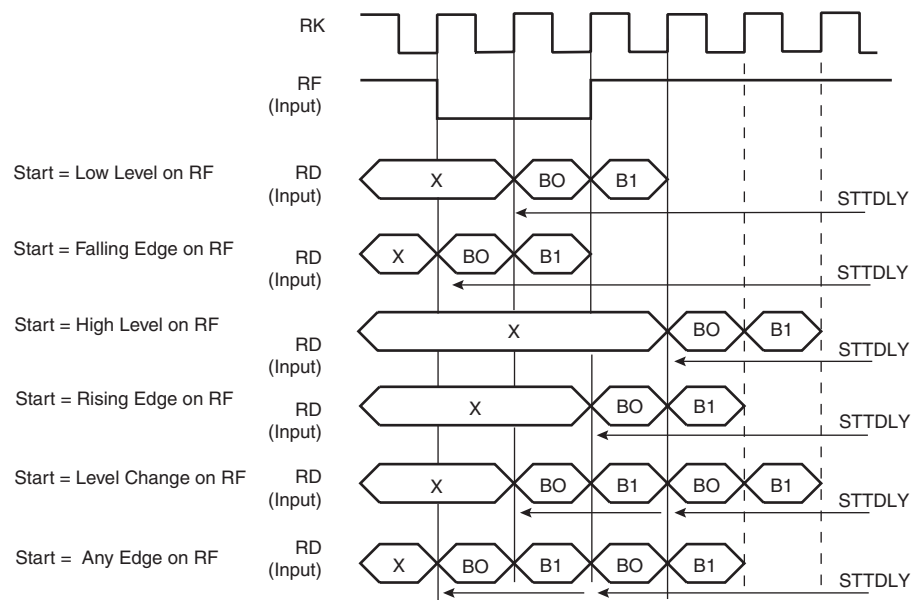 RK
RF
(Input)
Start = Low Level on RF
RD
(Input)
X
BO
B1
STTDLY
Start = Falling Edge on RF
RD
(Input)
X
BO
B1
STTDLY
Start = High Level on RF
RD
(Input)
X
BO
B1
STTDLY
Start = Rising Edge on RF
RD
(Input)
X
BO
B1
STTDLY
Start = Level Change on RF
RD
(Input)
X
BO
B1
BO
B1
STTDLY
Start = Any Edge on RF
RD
(Input)
X
BO
B1
BO
B1
STTDLY